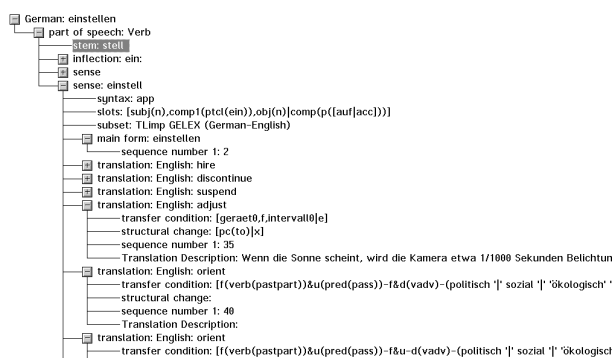 German: einstellen
part of speech: Verb
stem: stell
inflection: ein:
sense
sense: einstell
syntax: app
slots: [subj(n),comp1(ptcl(ein)),obj(n)|comp(p([auf|acc]))]
subset: TLimp GELEX (German-English)
main form: einstellen
sequence number 1: 2
translation: English: hire
translation: English: discontinue
translation: English: suspend
translation: English: adjust
transfer condition: [geraet0,f,intervall0|e]
structural change: [pc(to)|x]
sequence number 1: 35
Translation Description: Wenn die Sonne scheint, wird die Kamera etwa 1/1000 Sekunden Belichtun
translation: English: orient
transfer condition: [f(verb(pastpart))&u(pred(pass))-f&d(vadv)-(politisch '|' sozial '|' 'ökologisch' '
structural change:
sequence number 1: 40
Translation Description:
translation: English: orient
transfer condition: [f(verb(pastpart))&u(pred(pass))-f&u-d(vadv)-(politisch '|' sozial '|' 'ökologisch